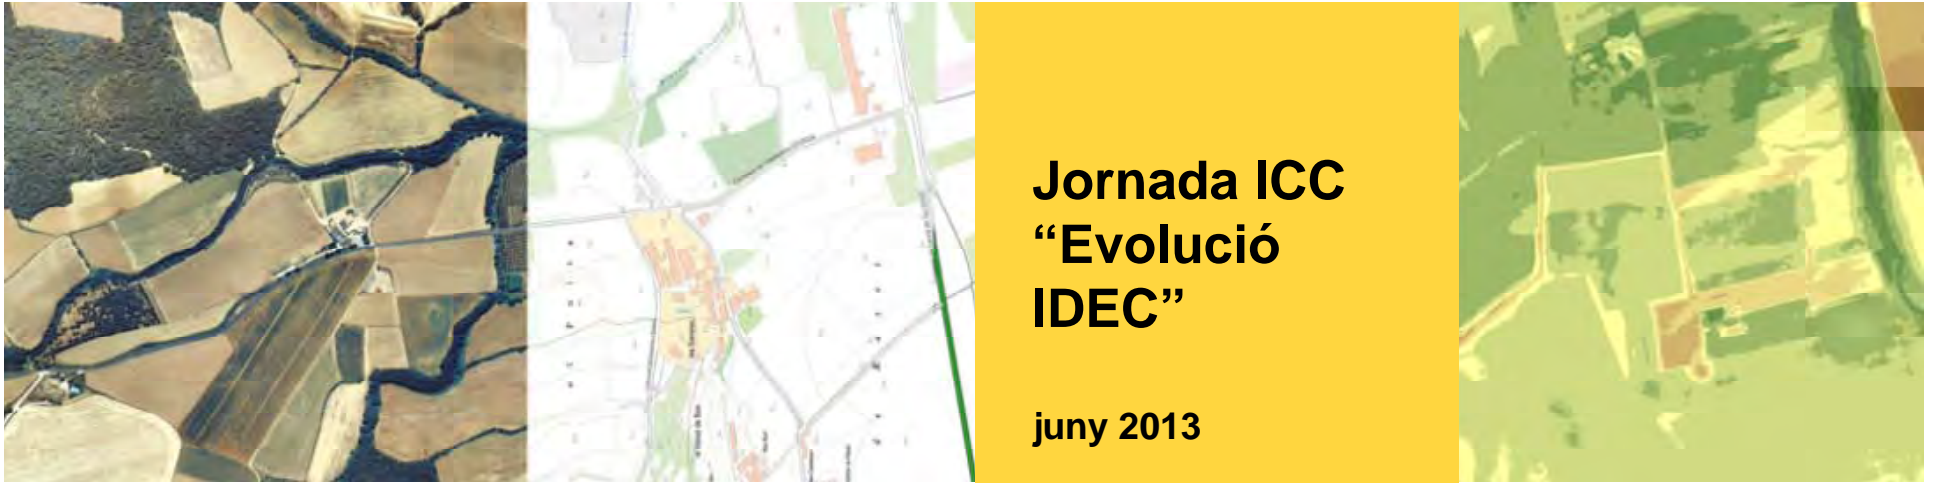 Jornada ICC
“Evolució
IDEC”
juny 2013